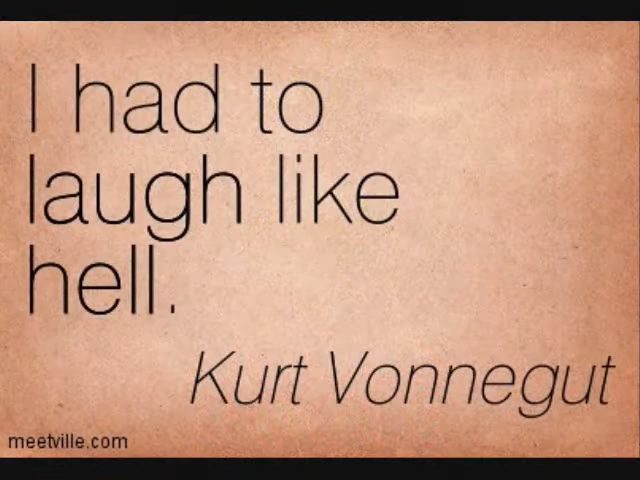 I had to
laugh like
hell.
Kurt Vonnegut
meetville.com